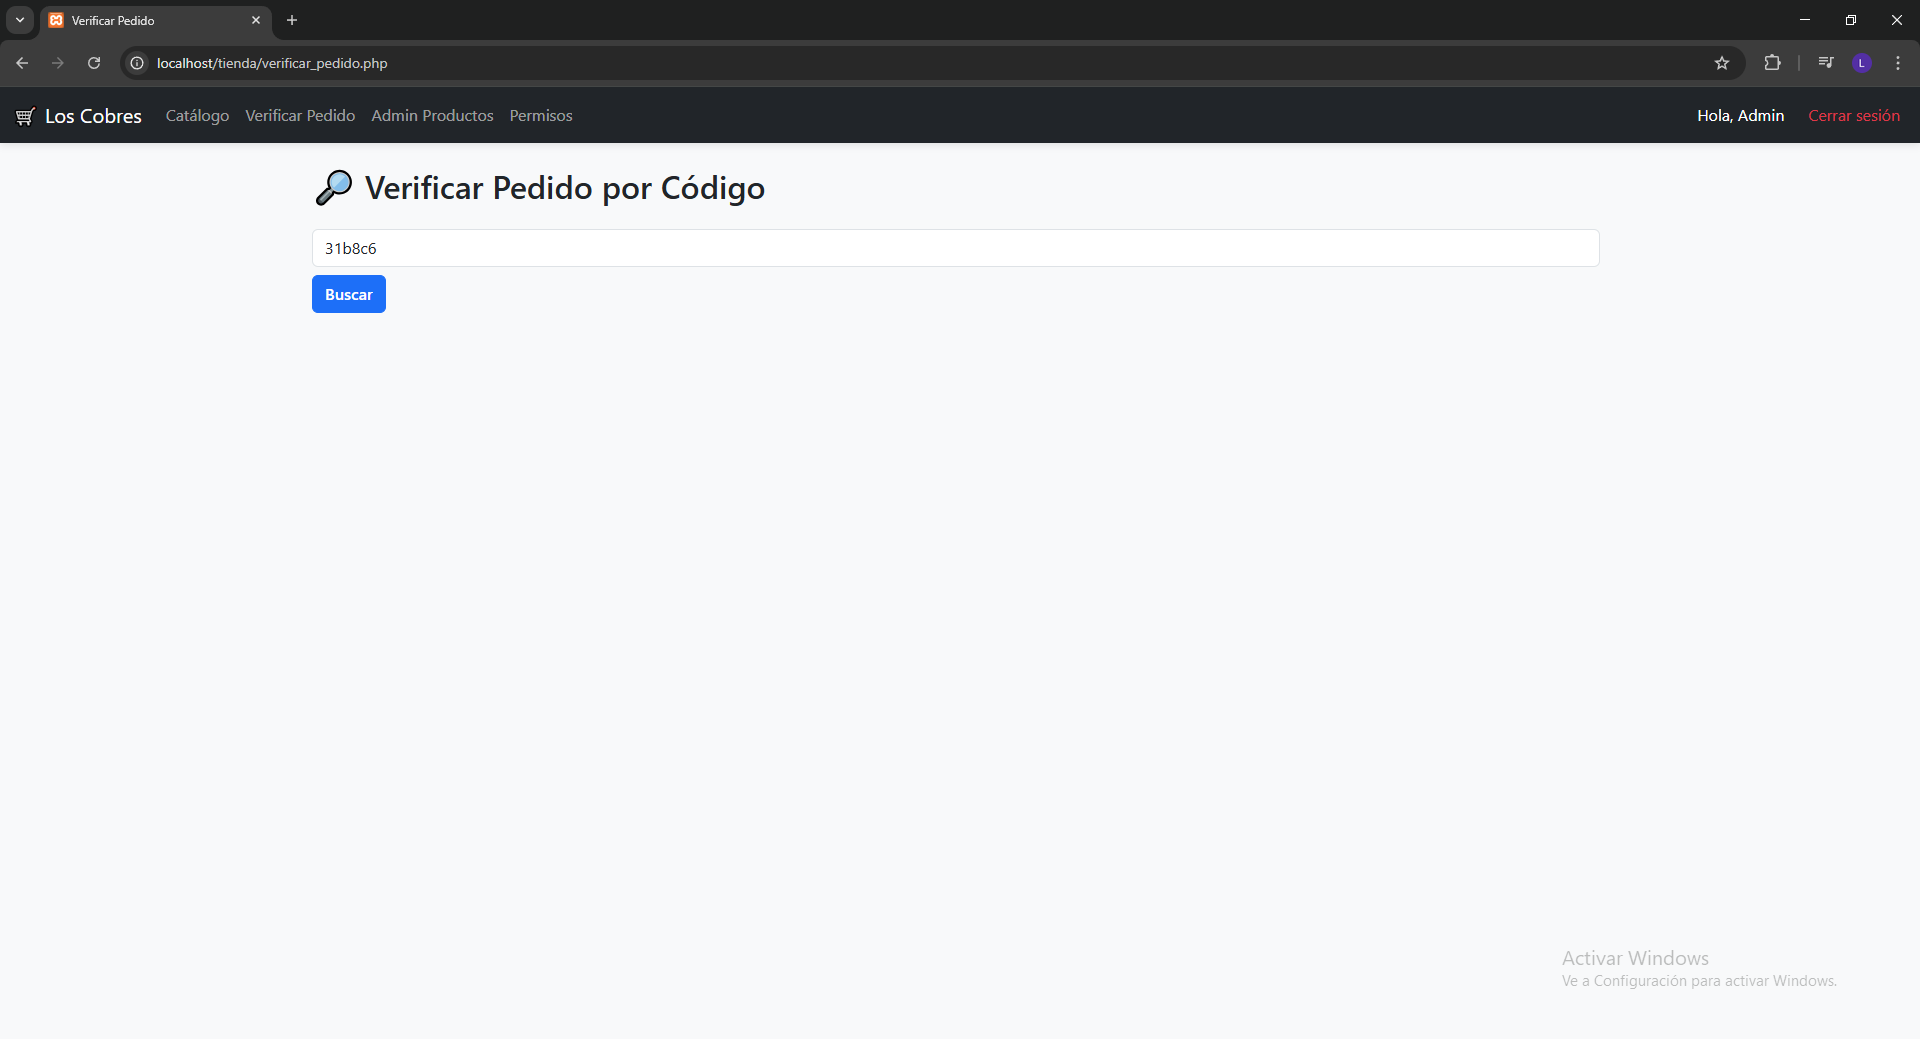 Verificar Pedido
localhost/tienda/verificar_pedido.php
L
Los Cobres Catálogo Verificar Pedido Admin Productos Permisos Hola, Admin Cerrar sesión
Verificar Pedido por Código
31b8c6
Buscar
Activar Windows
Ve a Configuración para activar Windows.